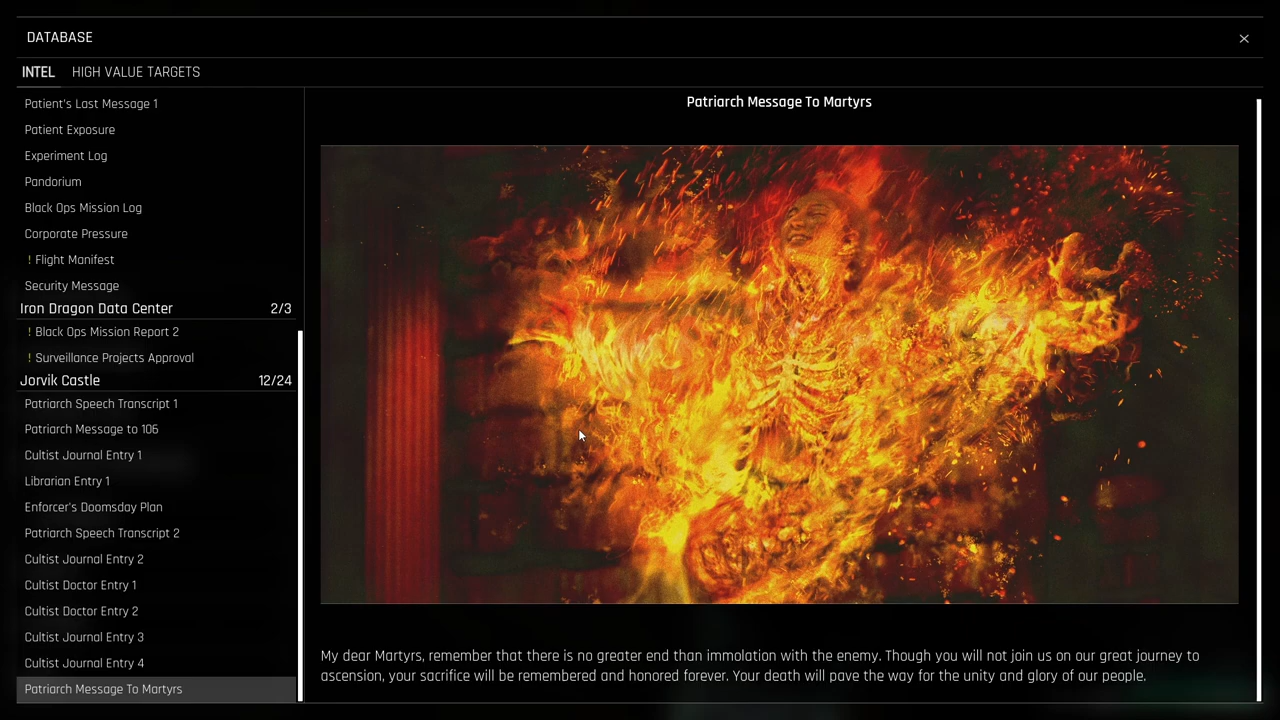 DATABASE
INTEL HIGH VALUE TARGETS
Patient's Last Message 1
Patient Exposure
Experiment Log
Pandorium
Black Ops Mission Log
Corporate Pressure
! Flight Manifest
Security Message
Iron Dragon Data Center 2/3
! Black Ops Mission Report 2
! Surveillance Projects Approval
Jorvik Castle 12/24
Patriarch Speech Transcript 1
Patriarch Message to 106
Cultist Journal Entry 1
Librarian Entry 1
Enforcer's Doomsday Plan
Patriarch Speech Transcript 2
Cultist Journal Entry 2
Cultist Doctor Entry 1
Cultist Doctor Entry 2
Cultist Journal Entry 3
Cultist Journal Entry 4
Patriarch Message To Martyrs
Patriarch Message To Martyrs
My dear Martyrs, remember that there is no greater end than immolation with the enemy. Though you will not join us on our great journey to
ascension, your sacrifice will be remembered and honored forever. Your death will pave the way for the unity and glory of our people.